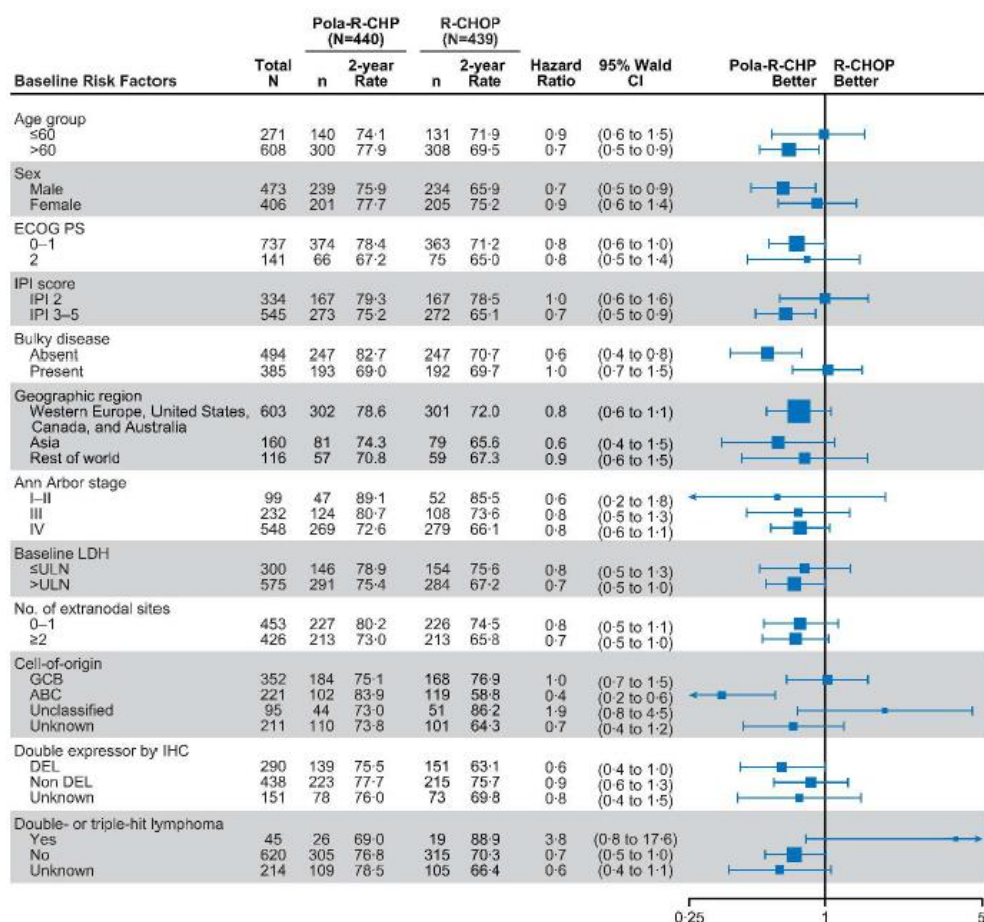 Pola-R-CHP R-CHOP
(N=440) (N=439)
Total 2-year 2-year Hazard 95% Wald Pola-R-CHP R-CHOP
Baseline Risk Factors N n Rate n Rate Ratio CI Better Better
Age group
≤60 271 140 74·1 131 71·9 0·9 (0·6 to 1·5)
>60 608 300 77·9 308 69·5 0·7 (0·5 to 0·9)
Sex
Male 473 239 75·9 234 65·9 0·7 (0·5 to 0·9)
Female 406 201 77·7 205 75·2 0·9 (0·6 to 1·4)
ECOG PS
0–1 737 374 78·4 363 71·2 0·8 (0·6 to 1·0)
2 141 66 67·2 75 65·0 0·8 (0·5 to 1·4)
IPI score
IPI 2 334 167 79·3 167 78·5 1·0 (0·6 to 1·6)
IPI 3–5 545 273 75·2 272 65·1 0·7 (0·5 to 0·9)
Bulky disease
Absent 494 247 82·7 247 70·7 0·6 (0·4 to 0·8)
Present 385 193 69·0 192 69·7 1·0 (0·7 to 1·5)
Geographic region
Western Europe, United States, 603 302 78·6 301 72·0 0·8 (0·6 to 1·1)
Canada, and Australia
Asia 160 81 74·3 79 65·6 0·6 (0·4 to 1·5)
Rest of world 116 57 70·8 59 67·3 0·9 (0·6 to 1·5)
Ann Arbor stage
I–II 99 47 89·1 52 85·5 0·6 (0·2 to 1·8)
III 232 124 80·7 108 73·6 0·8 (0·5 to 1·3)
IV 548 269 72·6 279 66·1 0·8 (0·6 to 1·1)
Baseline LDH
≤ULN 300 146 78·9 154 75·6 0·8 (0·5 to 1·3)
>ULN 575 291 75·4 284 67·2 0·7 (0·5 to 1·0)
No. of extranodal sites
0–1 453 227 80·2 226 74·5 0·8 (0·5 to 1·1)
≥2 426 213 73·0 213 65·8 0·7 (0·5 to 1·0)
Cell-of-origin
GCB 352 184 75·1 168 76·9 1·0 (0·7 to 1·5)
ABC 221 102 83·9 119 58·8 0·4 (0·2 to 0·6)
Unclassified 95 44 73·0 51 86·2 1·9 (0·8 to 4·5)
Unknown 211 110 73·8 101 64·3 0·7 (0·4 to 1·2)
Double expressor by IHC
DEL 290 139 75·5 151 63·1 0·6 (0·4 to 1·0)
Non DEL 438 223 77·7 215 75·7 0·9 (0·6 to 1·3)
Unknown 151 78 76·0 73 69·8 0·8 (0·4 to 1·5)
Double- or triple-hit lymphoma
Yes 45 26 69·0 19 88·9 3·8 (0·8 to 17·6)
No 620 305 76·8 315 70·3 0·7 (0·5 to 1·0)
Unknown 214 109 78·5 105 66·4 0·6 (0·4 to 1·1)
0·25 1 5